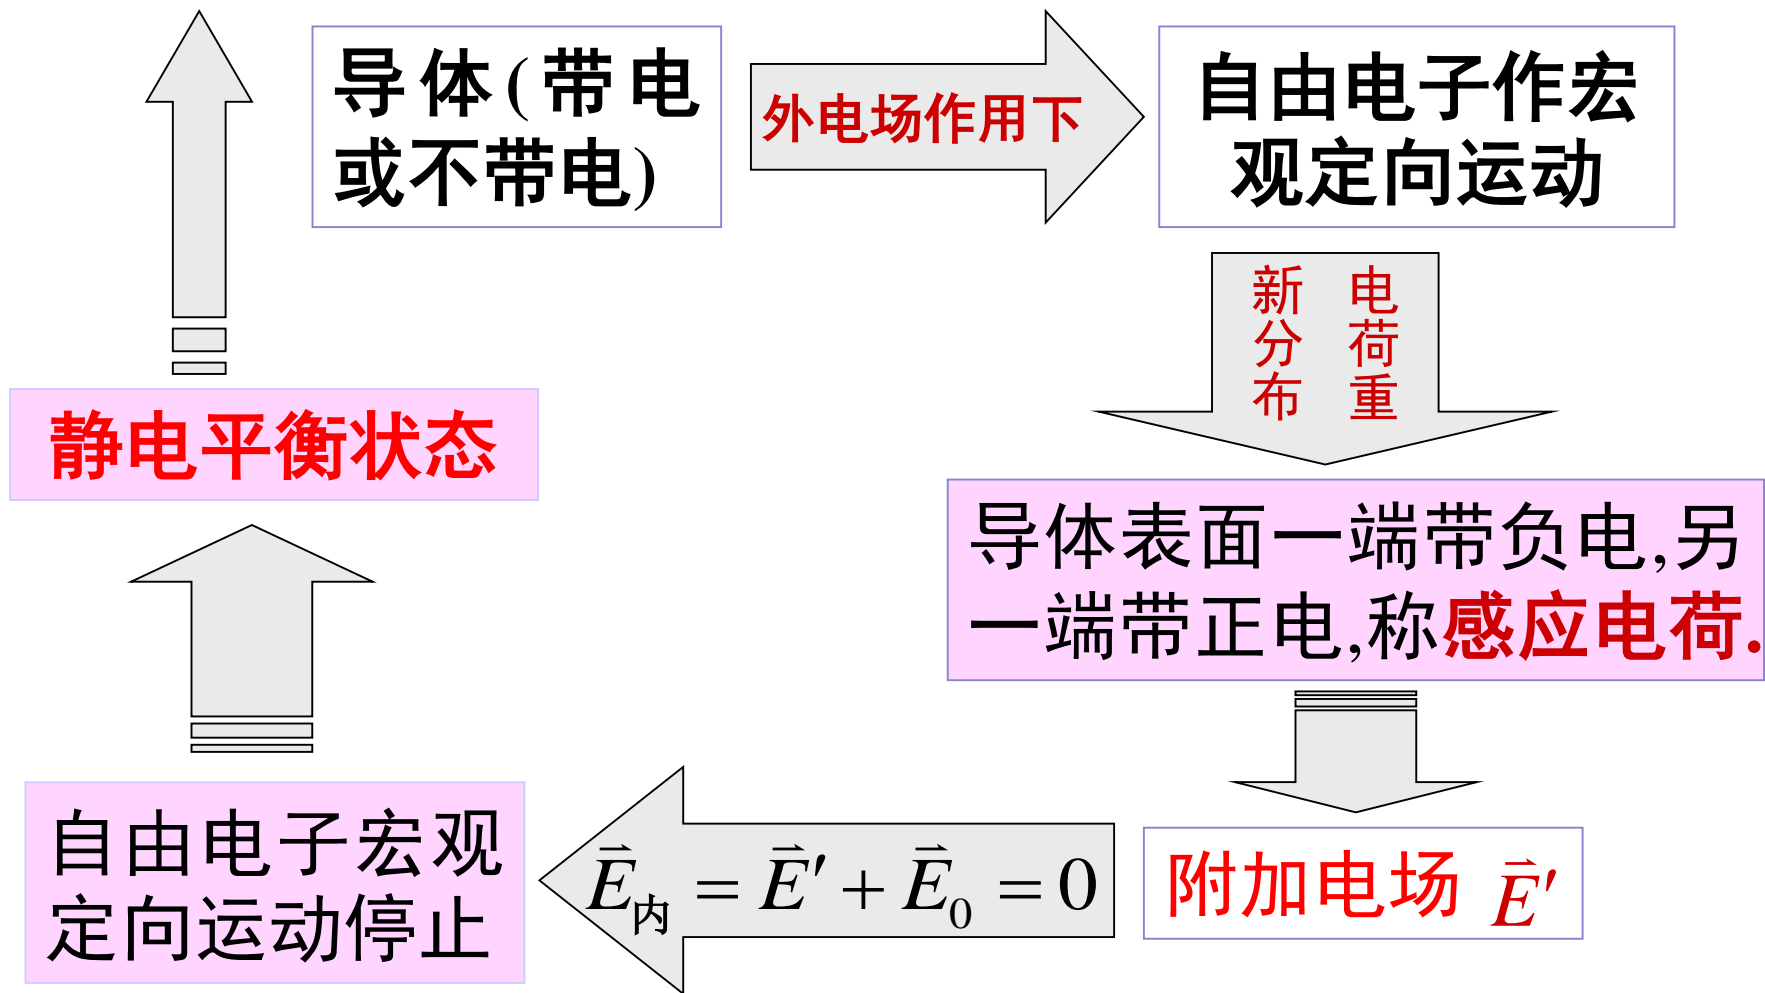 导体(带电
或不带电)
外电场作用下
自由电子作宏
观定向运动
电荷重
新分布
导体表面一端带负电,另
一端带正电,称感应电荷.
附加电场 E⃗′
E⃗内 = E⃗′ + E⃗₀ = 0
自由电子宏观
定向运动停止
静电平衡状态